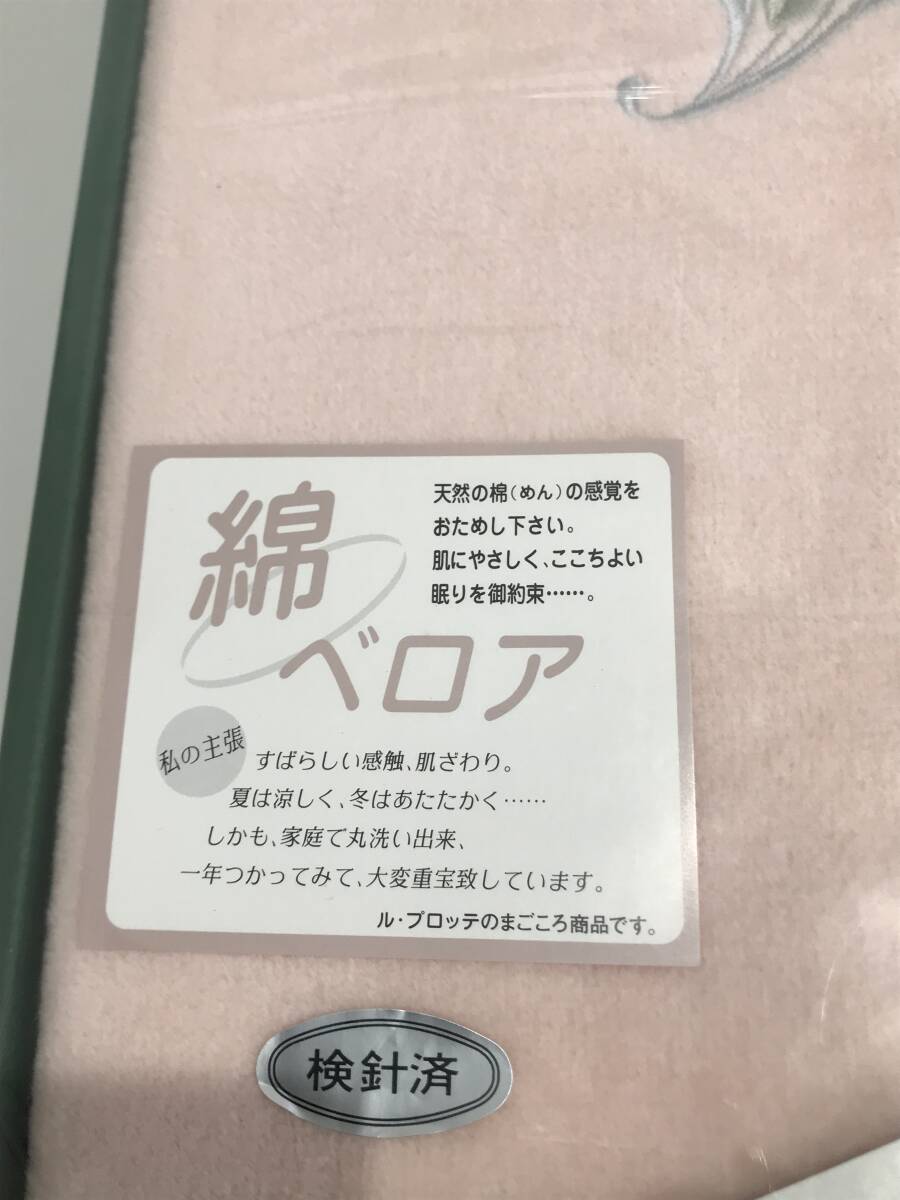 綿
ベロア
天然の棉（めん）の感覚を
おためし下さい。
肌にやさしく、ここちよい
眠りを御約束……。
私の主張
すばらしい感触、肌ざわり。
夏は涼しく、冬はあたたかく……
しかも、家庭で丸洗い出来、
一年つかってみて、大変重宝致しています。
ル・プロッテのまごころ商品です。
検針済